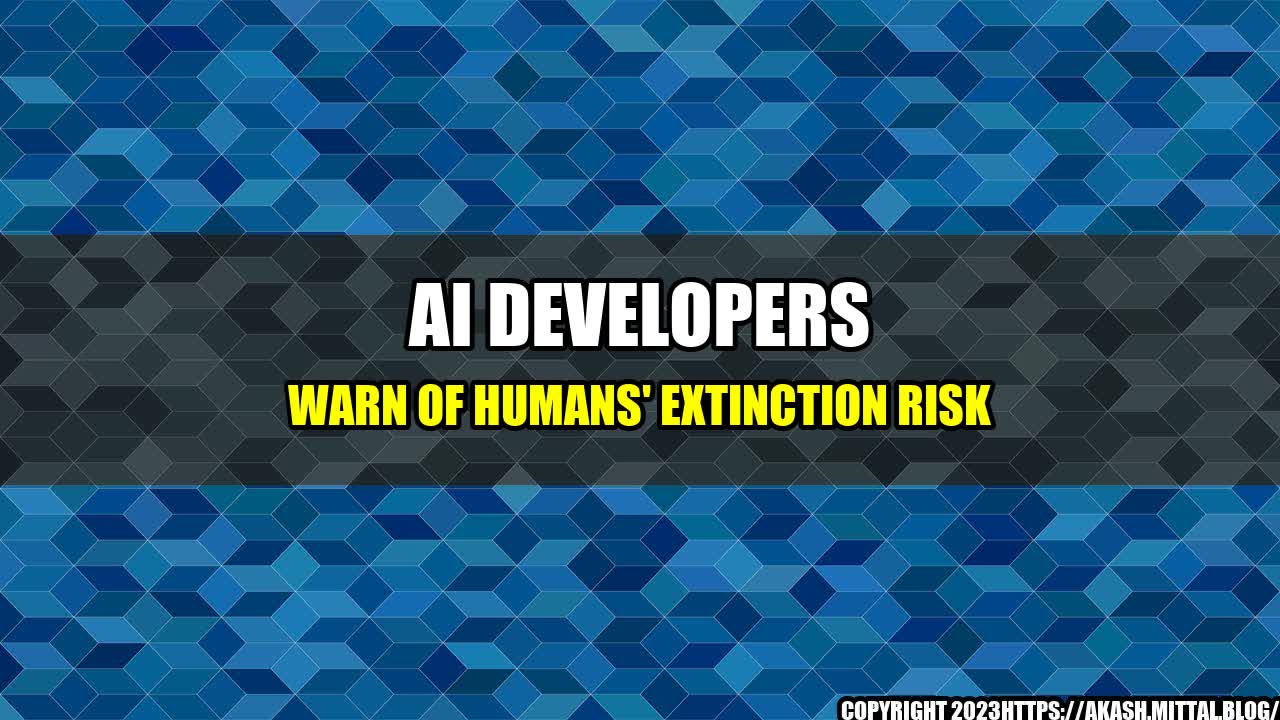 AI DEVELOPERS
WARN OF HUMANS' EXTINCTION RISK
COPYRIGHT 2023HTTPS://AKASH.MITTAL.BLOG/